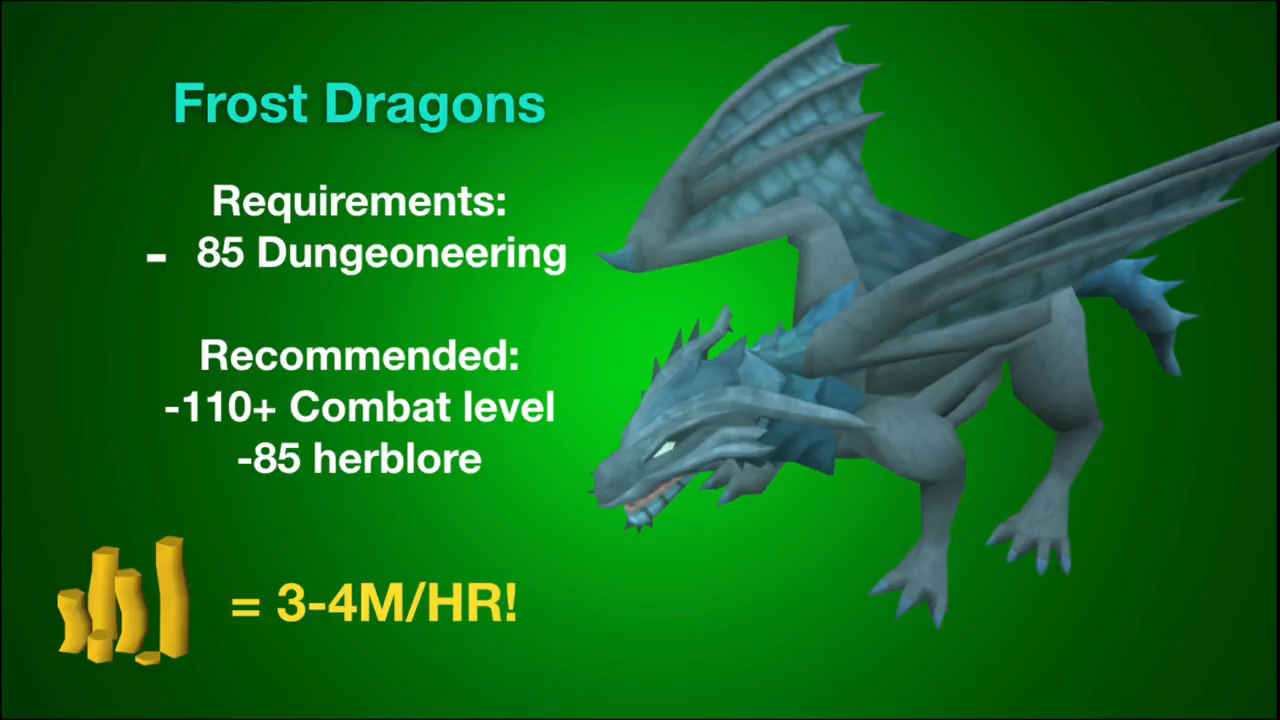 Frost Dragons
Requirements:
- 85 Dungeoneering
Recommended:
-110+ Combat level
-85 herblore
= 3-4M/HR!